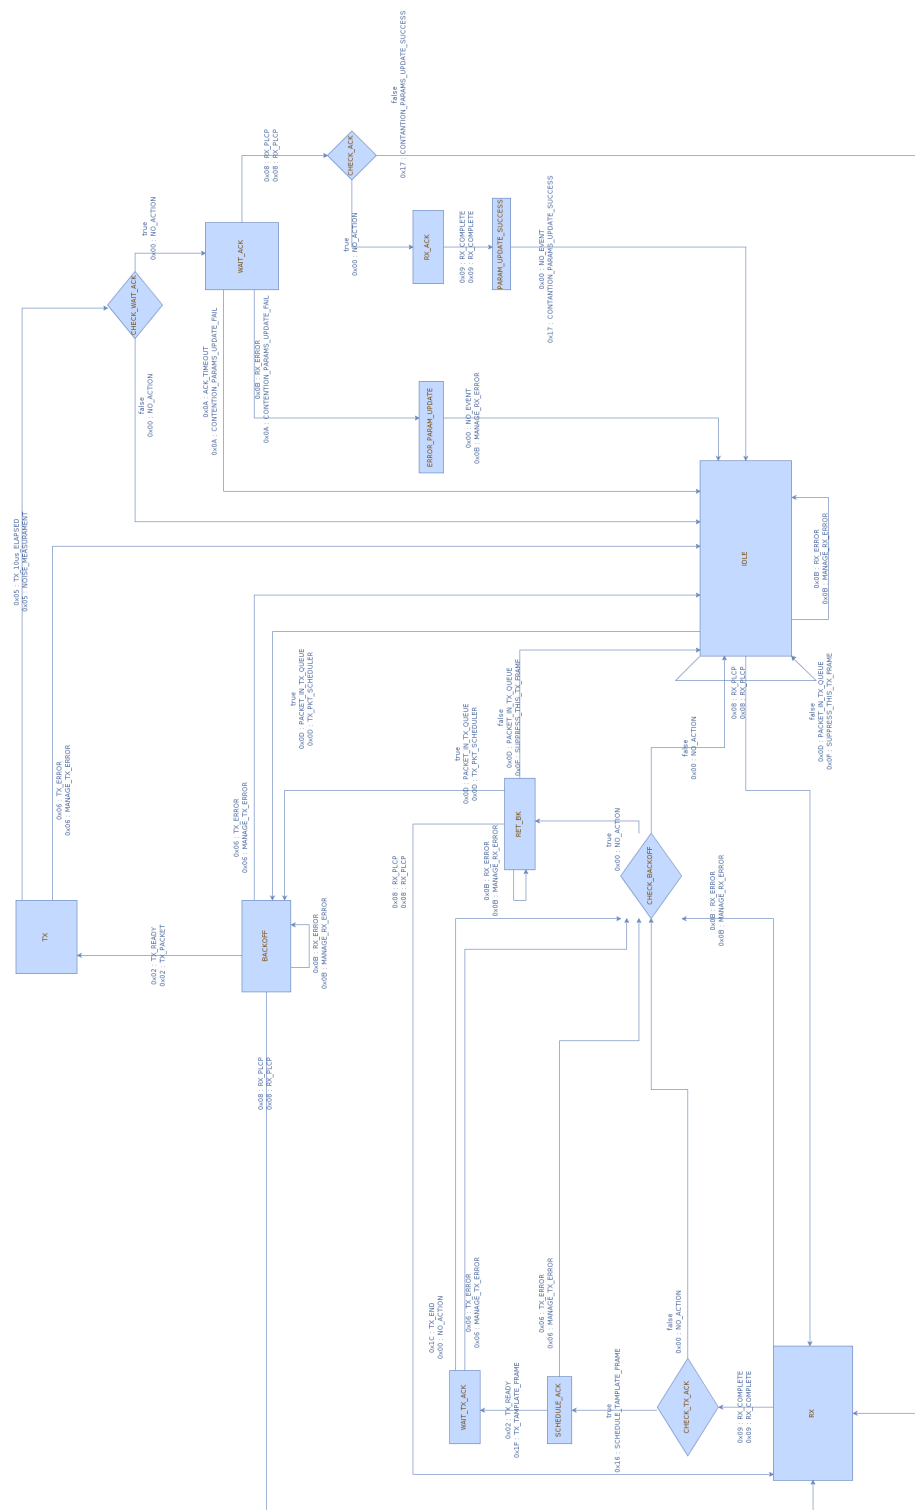 false
0x17 : CONTANTION_PARAMS_UPDATE_SUCCESS
0x08 : RX_PLCP
0x08 : RX_PLCP
CHECK_ACK
true
0x00 : NO_ACTION
WAIT_ACK
true
0x00 : NO_ACTION
RX_ACK
0x09 : RX_COMPLETE
0x09 : RX_COMPLETE
PARAM_UPDATE_SUCCESS
0x00 : NO_EVENT
0x17 : CONTANTION_PARAMS_UPDATE_SUCCESS
CHECK_WAIT_ACK
false
0x00 : NO_ACTION
0x0A : ACK_TIMEOUT
0x0A : CONTENTION_PARAMS_UPDATE_FAIL
0x0B : RX_ERROR
0x0A : CONTENTION_PARAMS_UPDATE_FAIL
ERROR_PARAM_UPDATE
0x00 : NO_EVENT
0x0B : MANAGE_RX_ERROR
0x05 : TX_10us_ELAPSED
0x05 : NOISE_MEASURAMENT
IDLE
0x0B : RX_ERROR
0x0B : MANAGE_RX_ERROR
true
0x0D : PACKET_IN_TX_QUEUE
0x0D : TX_PKT_SCHEDULER
false
0x0D : PACKET_IN_TX_QUEUE
0x0F : SUPPRESS_THIS_TX_FRAME
0x08 : RX_PLCP
0x08 : RX_PLCP
false
0x0D : PACKET_IN_TX_QUEUE
0x0F : SUPPRESS_THIS_TX_FRAME
true
0x0D : PACKET_IN_TX_QUEUE
0x0D : TX_PKT_SCHEDULER
false
0x00 : NO_ACTION
0x06 : TX_ERROR
0x06 : MANAGE_TX_ERROR
0x06 : TX_ERROR
0x06 : MANAGE_TX_ERROR
RET_BK
true
0x00 : NO_ACTION
0x08 : RX_PLCP
0x08 : RX_PLCP
0x0B : RX_ERROR
0x0B : MANAGE_RX_ERROR
CHECK_BACKOFF
0x0B : RX_ERROR
0x0B : MANAGE_RX_ERROR
TX
0x02 : TX_READY
0x02 : TX_PACKET
BACKOFF
0x0B : RX_ERROR
0x0B : MANAGE_RX_ERROR
0x08 : RX_PLCP
0x08 : RX_PLCP
0x1C : TX_END
0x00 : NO_ACTION
0x06 : TX_ERROR
0x06 : MANAGE_TX_ERROR
0x06 : TX_ERROR
0x06 : MANAGE_TX_ERROR
false
0x00 : NO_ACTION
WAIT_TX_ACK
0x02 : TX_READY
0x1F : TX_TAMPLATE_FRAME
SCHEDULE_ACK
true
0x16 : SCHEDULE_TAMPLATE_FRAME
CHECK_TX_ACK
0x09 : RX_COMPLETE
0x09 : RX_COMPLETE
RX